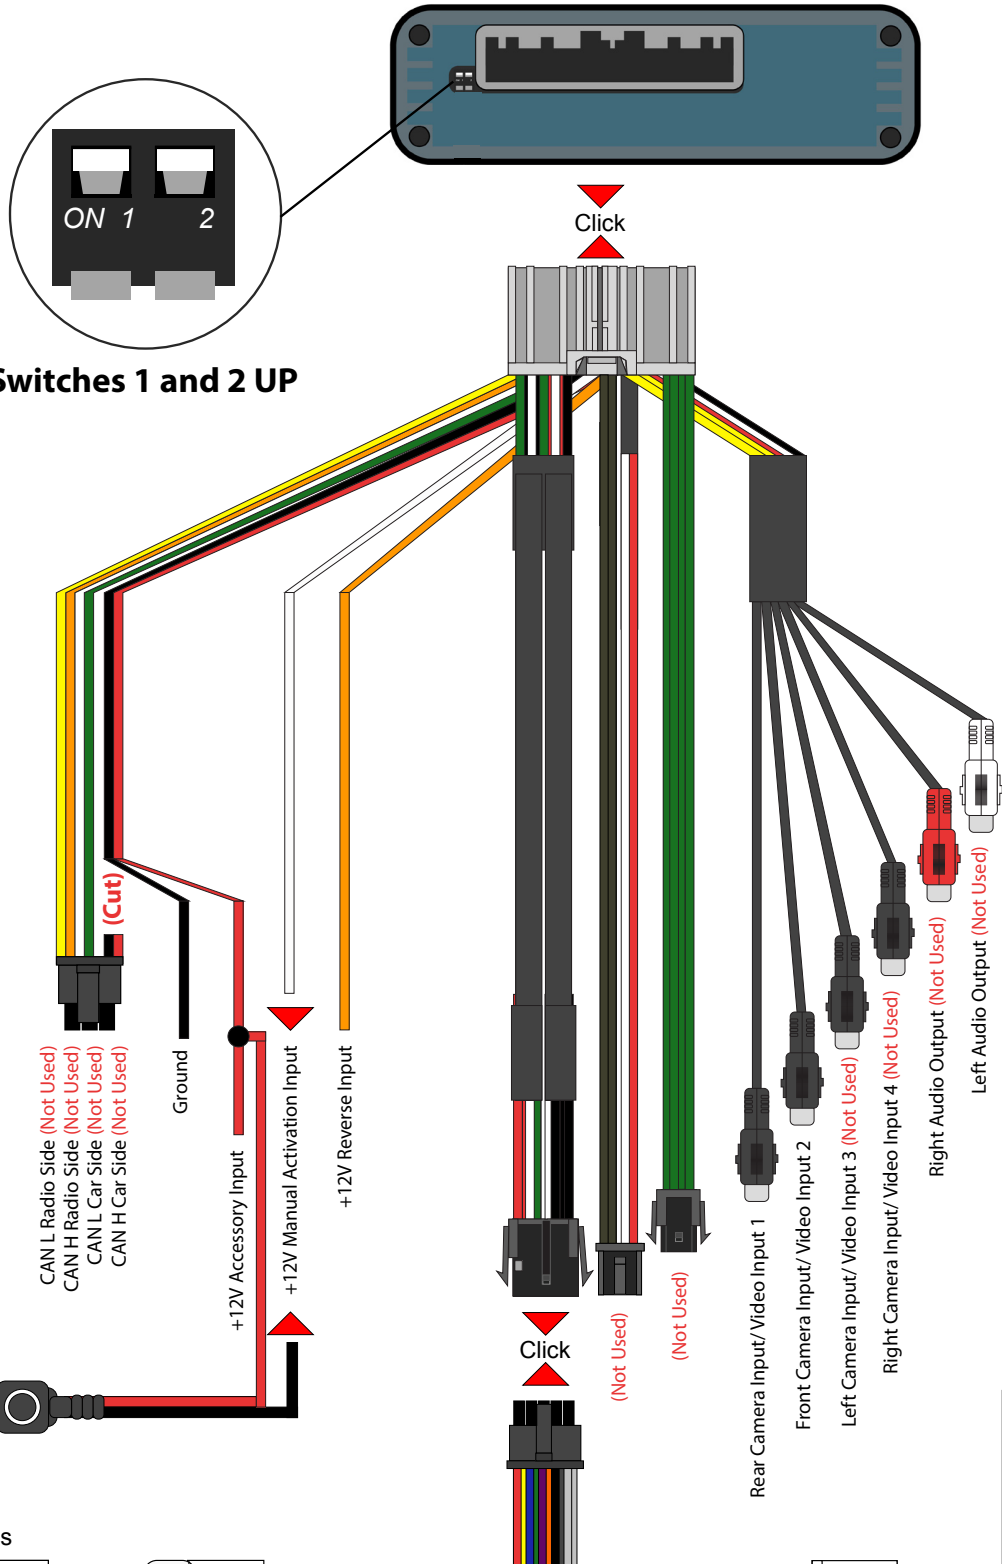 ON 1 2
Click
Switches 1 and 2 UP
(Cut)
CAN L Radio Side (Not Used)
CAN H Radio Side (Not Used)
CAN L Car Side (Not Used)
CAN H Car Side (Not Used)
Ground
+12V Accessory Input
+12V Manual Activation Input
+12V Reverse Input
Click
(Not Used)
(Not Used)
Rear Camera Input/ Video Input 1
Front Camera Input/ Video Input 2
Left Camera Input/ Video Input 3 (Not Used)
Right Camera Input/ Video Input 4 (Not Used)
Right Audio Output (Not Used)
Left Audio Output (Not Used)
s